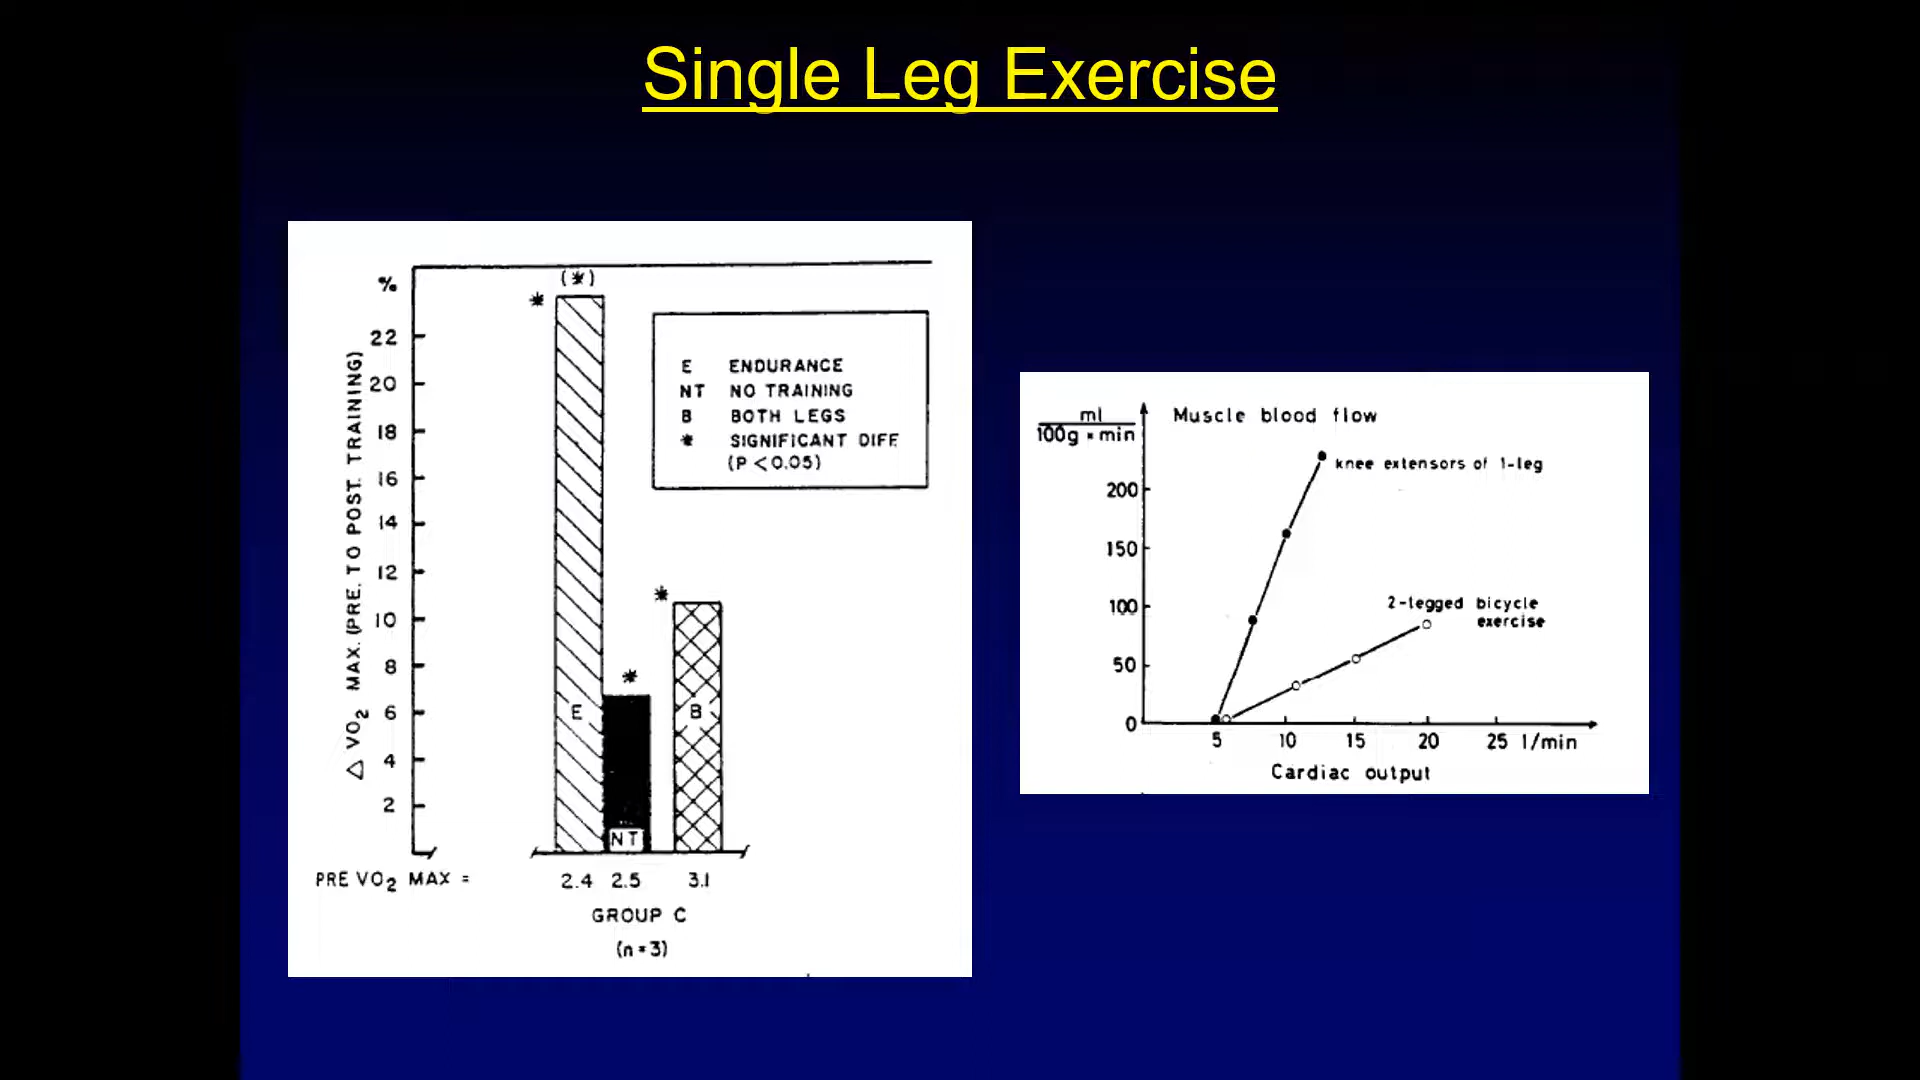 Single Leg Exercise
%
(*)
*
22
20
18
16
14
12
10
8
6
4
2
△ VO2 MAX. (PRE. TO POST. TRAINING)
E ENDURANCE
NT NO TRAINING
B BOTH LEGS
* SIGNIFICANT DIFF
(P<0.05)
*
*
E
B
NT
PRE VO2 MAX = 2.4 2.5 3.1
GROUP C
(n=3)
ml
100g × min
Muscle blood flow
knee extensors of 1-leg
200
150
100
50
0
2-legged bicycle
exercise
5 10 15 20 25 l/min
Cardiac output